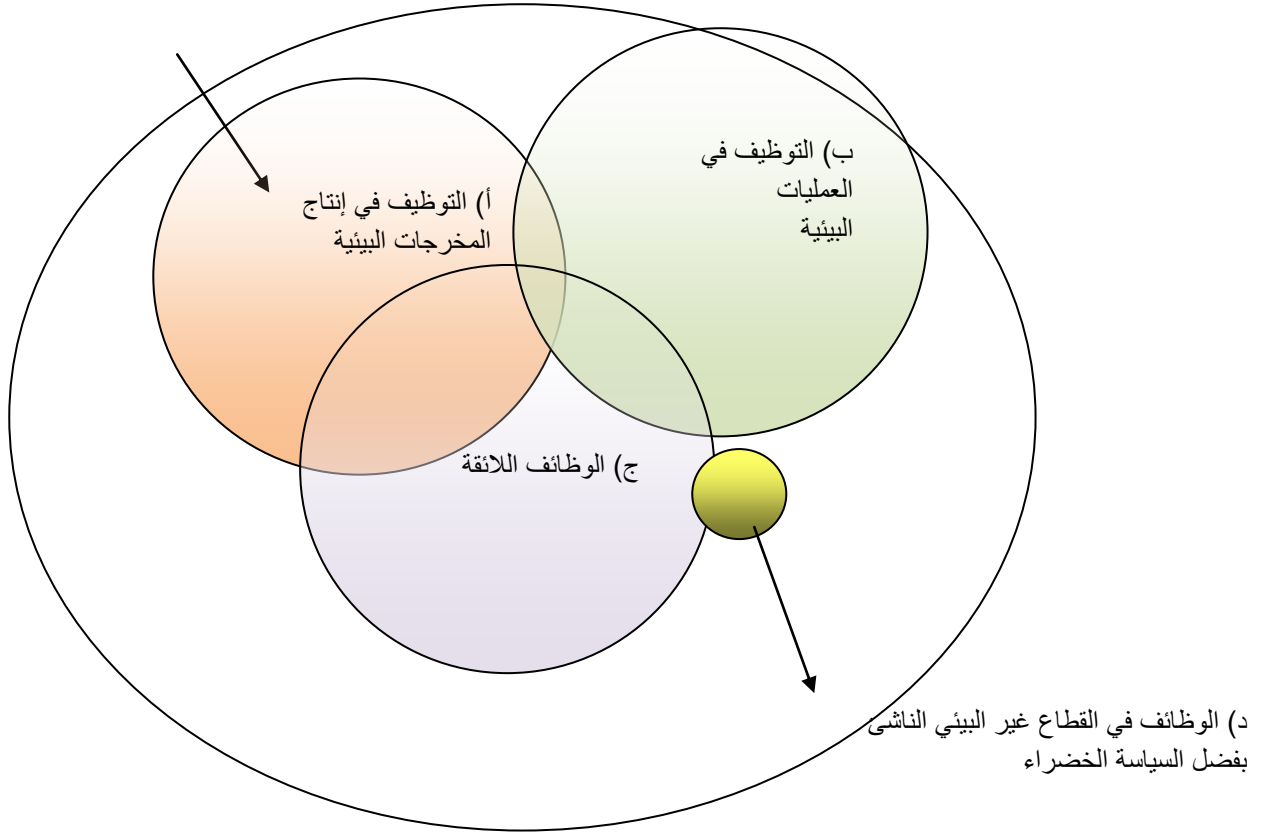 أ) التوظيف في إنتاج
المخرجات البيئية
ب) التوظيف في
العمليات
البيئية
ج) الوظائف اللائقة
د) الوظائف في القطاع غير البيئي الناشئ
بفضل السياسة الخضراء